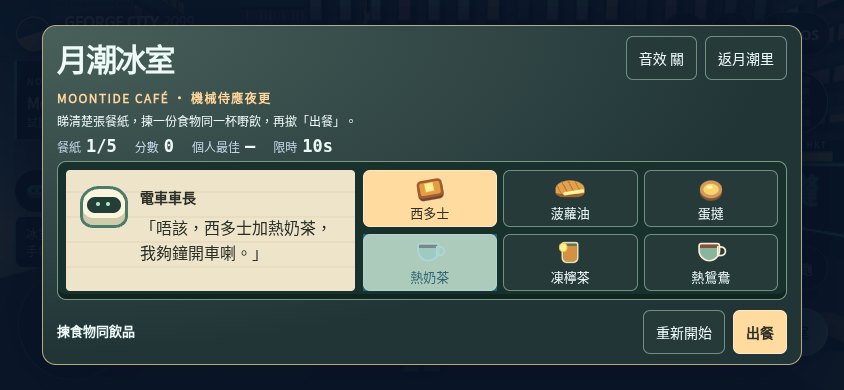 月潮冰室
音效 關
返月潮里
MOONTIDE CAFÉ · 機械侍應夜更
睇清楚張餐紙，揀一份食物同一杯嘢飲，再撳「出餐」。
餐紙 1/5 分數 0 個人最佳 – 限時 10s
電車車長
「唔該，西多士加熱奶茶，
我夠鐘開車喇。」
西多士
菠蘿油
蛋撻
熱奶茶
凍檸茶
熱鴛鴦
揀食物同飲品
重新開始
出餐